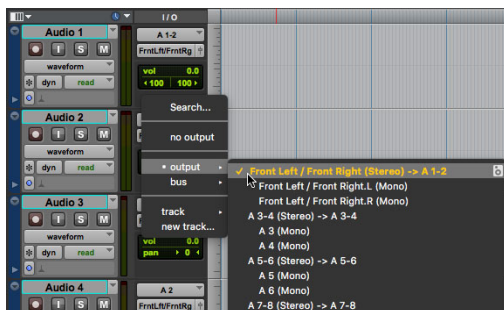 I / O
Audio 1
A 1-2
I S M
FrntLft/FrntRg
waveform
vol 0.0
dyn read
100 100
Search...
Audio 2
I S M
no output
waveform
output
Front Left / Front Right (Stereo) -> A 1-2
dyn read
bus
Front Left / Front Right.L (Mono)
Front Left / Front Right.R (Mono)
Audio 3
track
A 3-4 (Stereo) -> A 3-4
I S M
new track...
A 3 (Mono)
waveform
vol 0.0
A 4 (Mono)
dyn read
pan 0
A 5-6 (Stereo) -> A 5-6
A 5 (Mono)
Audio 4
A 2
A 6 (Mono)
I S M
FrntLft/FrntRg
A 7-8 (Stereo) -> A 7-8